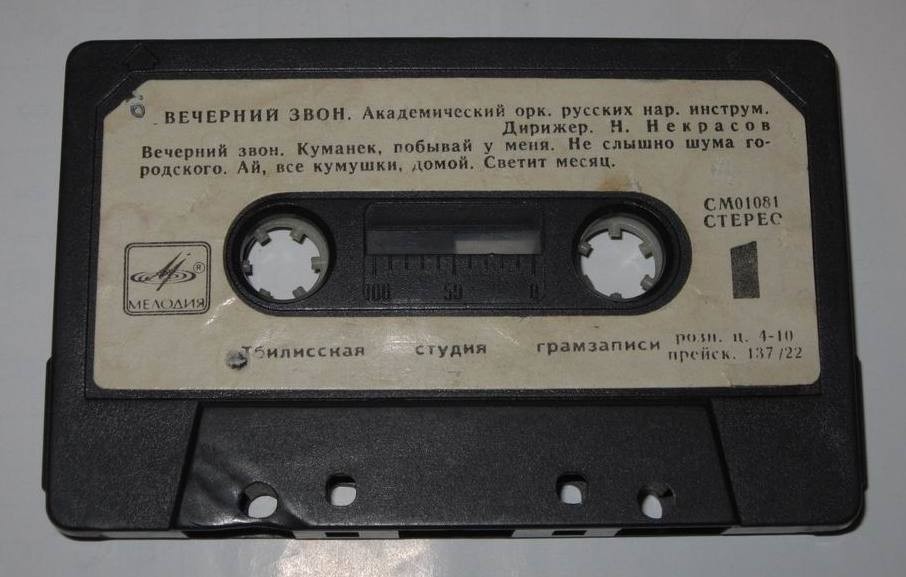 ВЕЧЕРНИЙ ЗВОН. Академический орк. русских нар. инструм.
Дирижер. Н. Некрасов
Вечерний звон. Куманек, побывай у меня. Не слышно шума го-
родского. Ай, все кумушки, домой. Светит месяц.
СМ01081
СТЕРЕО
1
®
МЕЛОДИЯ
100 50 0
Тбилисская студия грамзаписи
розн. ц. 4-10
прейск. 137/22